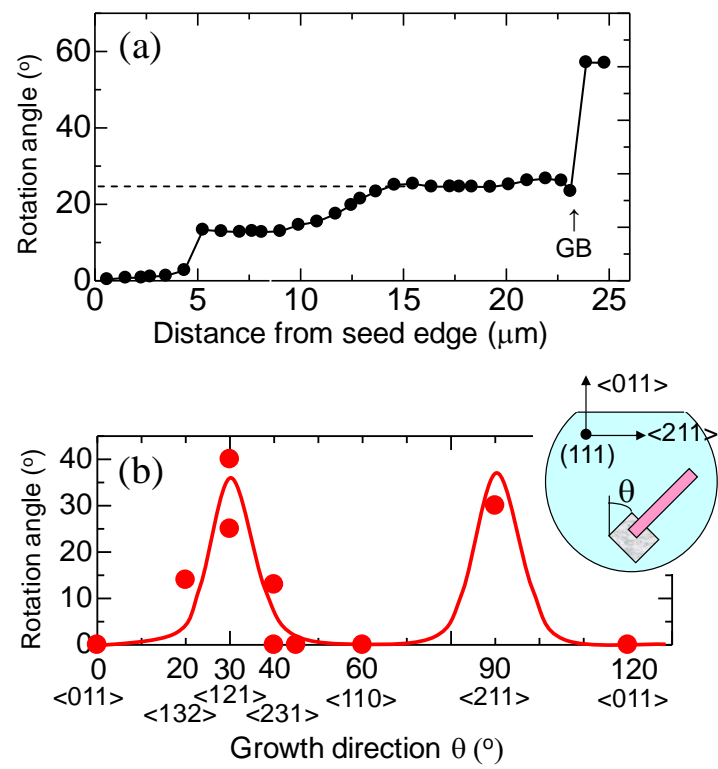 (a)
60
40
20
0
Rotation angle (°)
↑
GB
0 5 10 15 20 25
Distance from seed edge (μm)
<011>
<211>
(111)
θ
(b)
40
30
20
10
0
Rotation angle (°)
0 20 30 40 60 90 120
<011> <121> <110> <211> <011>
<132> <231>
Growth direction θ (°)